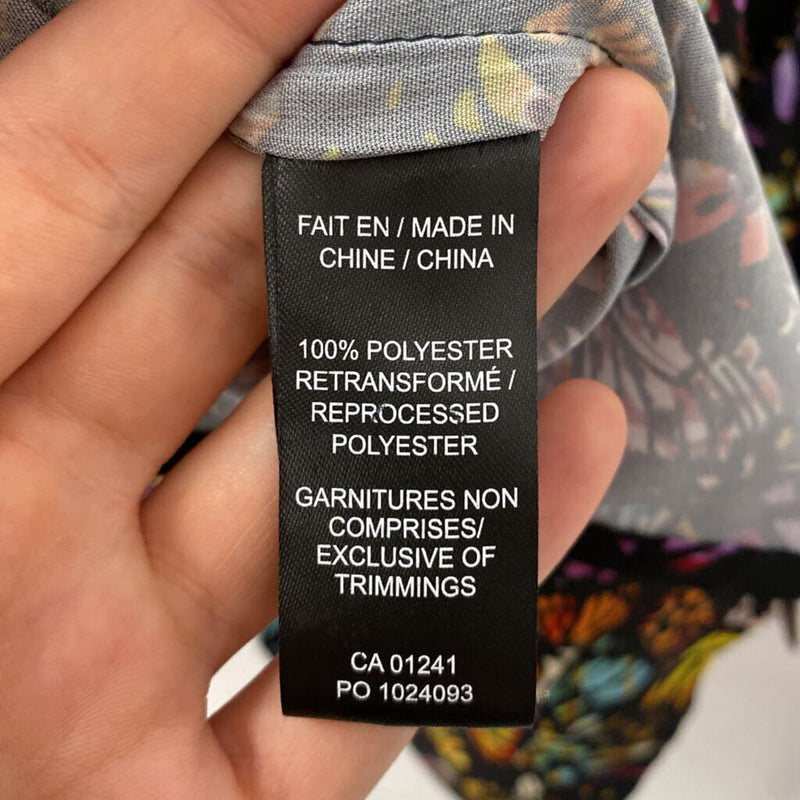 FAIT EN / MADE IN
CHINE / CHINA
100% POLYESTER
RETRANSFORMÉ /
REPROCESSED
POLYESTER
GARNITURES NON
COMPRISES/
EXCLUSIVE OF
TRIMMINGS
CA 01241
PO 1024093